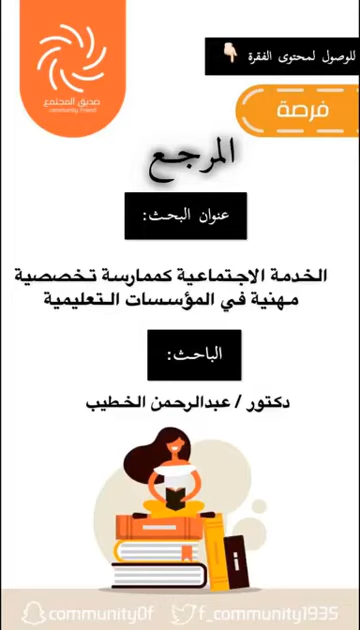 للوصول لمحتوى الفقرة 👇🏻
صديق المجتمع
community friend
فرصة
المرجع
عنوان البحث:
الخدمة الاجتماعية كممارسة تخصصية
مهنية في المؤسسات التعليمية
الباحث:
دكتور / عبدالرحمن الخطيب
communityOf
f_community1935